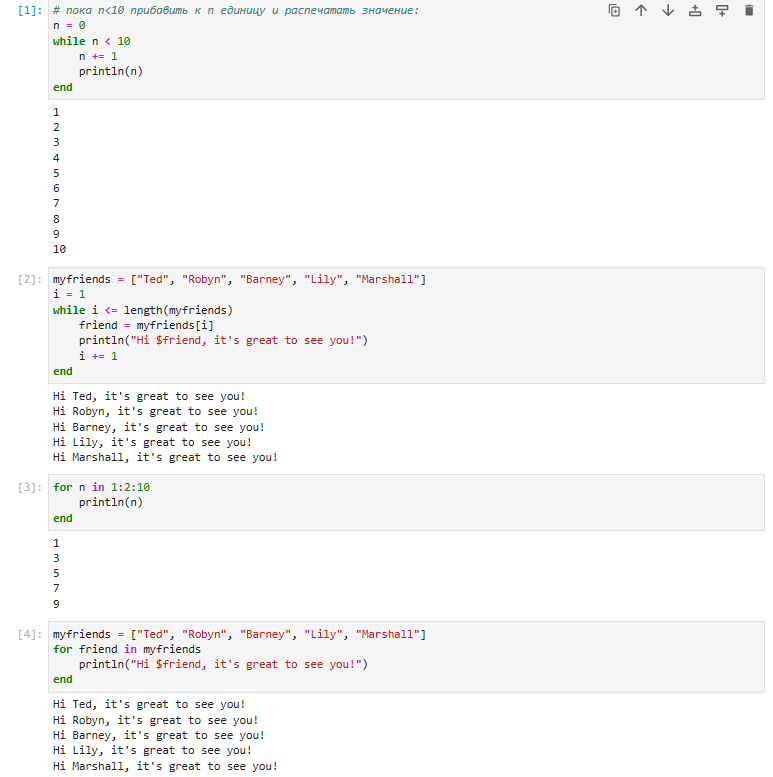 [1]: # пока n<10 прибавить к n единицу и распечатать значение:
n = 0
while n < 10
    n += 1
    println(n)
end
1
2
3
4
5
6
7
8
9
10
[2]: myfriends = ["Ted", "Robyn", "Barney", "Lily", "Marshall"]
i = 1
while i <= length(myfriends)
    friend = myfriends[i]
    println("Hi $friend, it's great to see you!")
    i += 1
end
Hi Ted, it's great to see you!
Hi Robyn, it's great to see you!
Hi Barney, it's great to see you!
Hi Lily, it's great to see you!
Hi Marshall, it's great to see you!
[3]: for n in 1:2:10
    println(n)
end
1
3
5
7
9
[4]: myfriends = ["Ted", "Robyn", "Barney", "Lily", "Marshall"]
for friend in myfriends
    println("Hi $friend, it's great to see you!")
end
Hi Ted, it's great to see you!
Hi Robyn, it's great to see you!
Hi Barney, it's great to see you!
Hi Lily, it's great to see you!
Hi Marshall, it's great to see you!